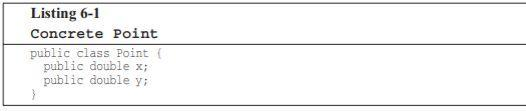 Listing 6-1
Concrete Point
public class Point {
  public double x;
  public double y;
}